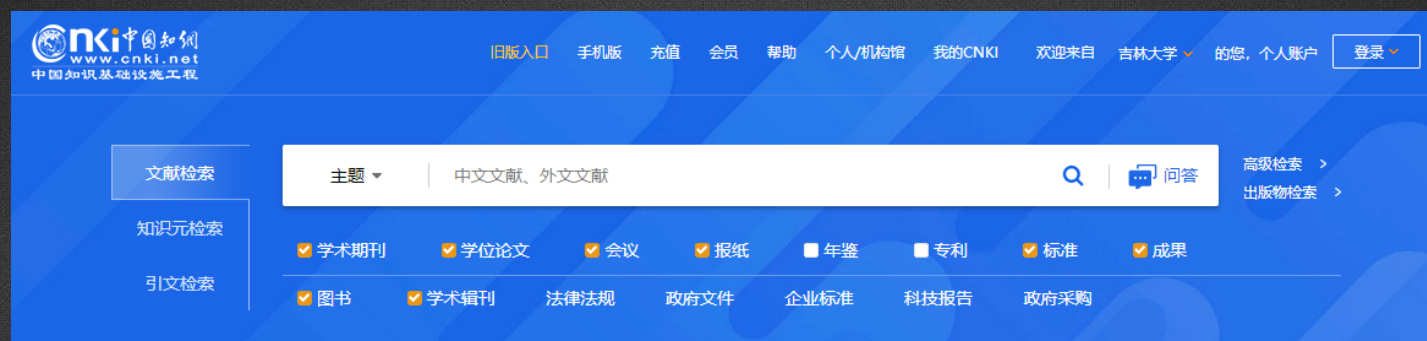 cnki中国知网
www.cnki.net
中国知识基础设施工程
旧版入口 手机版 充值 会员 帮助 个人/机构馆 我的CNKI 欢迎来自 吉林大学 的您，个人账户 登录
文献检索
知识元检索
引文检索
主题 中文文献、外文文献 问答
高级检索 >
出版物检索 >
学术期刊 学位论文 会议 报纸 年鉴 专利 标准 成果
图书 学术辑刊 法律法规 政府文件 企业标准 科技报告 政府采购